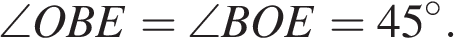 ∠OBE = ∠BOE = 45°.